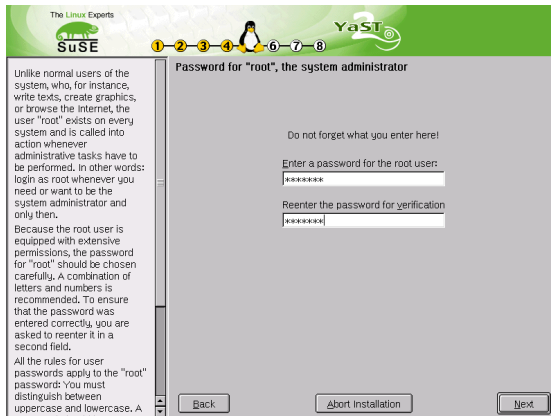 The Linux Experts
SuSE
YaST2
1 2 3 4 6 7 8
Unlike normal users of the
system, who, for instance,
write texts, create graphics,
or browse the Internet, the
user "root" exists on every
system and is called into
action whenever
administrative tasks have to
be performed. In other words:
login as root whenever you
need or want to be the
system administrator and
only then.
Because the root user is
equipped with extensive
permissions, the password
for "root" should be chosen
carefully. A combination of
letters and numbers is
recommended. To ensure
that the password was
entered correctly, you are
asked to reenter it in a
second field.
All the rules for user
passwords apply to the "root"
password: You must
distinguish between
uppercase and lowercase. A
Password for "root", the system administrator
Do not forget what you enter here!
Enter a password for the root user:
*******
Reenter the password for verification
*******
Back
Abort Installation
Next